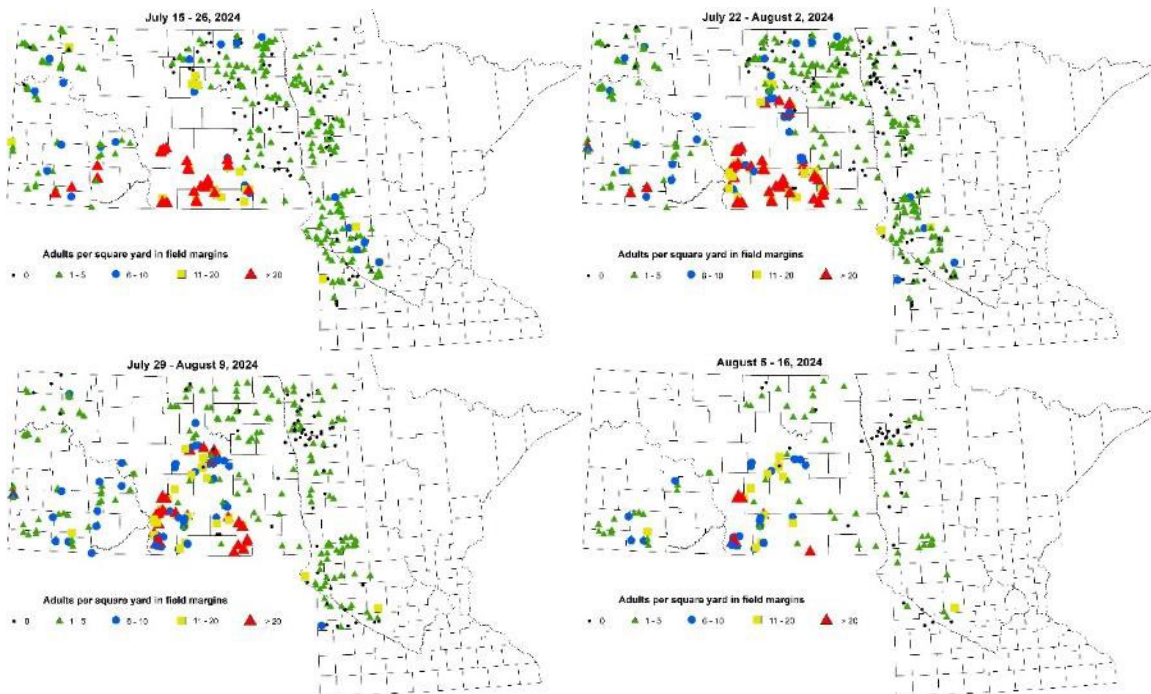 July 15 - 26, 2024
Adults per square yard in field margins
0 1 - 5 6 - 10 11 - 20 > 20
July 22 - August 2, 2024
Adults per square yard in field margins
0 1 - 5 6 - 10 11 - 20 > 20
July 29 - August 9, 2024
Adults per square yard in field margins
0 1 - 5 6 - 10 11 - 20 > 20
August 5 - 16, 2024
Adults per square yard in field margins
0 1 - 5 6 - 10 11 - 20 > 20